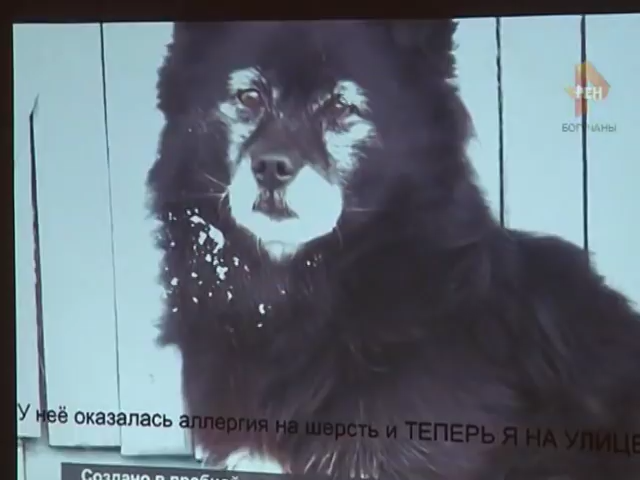 РЕН
БОГУЧАНЫ
У неё оказалась аллергия на шерсть и ТЕПЕРЬ Я НА УЛИЦЕ
Создано в пробной